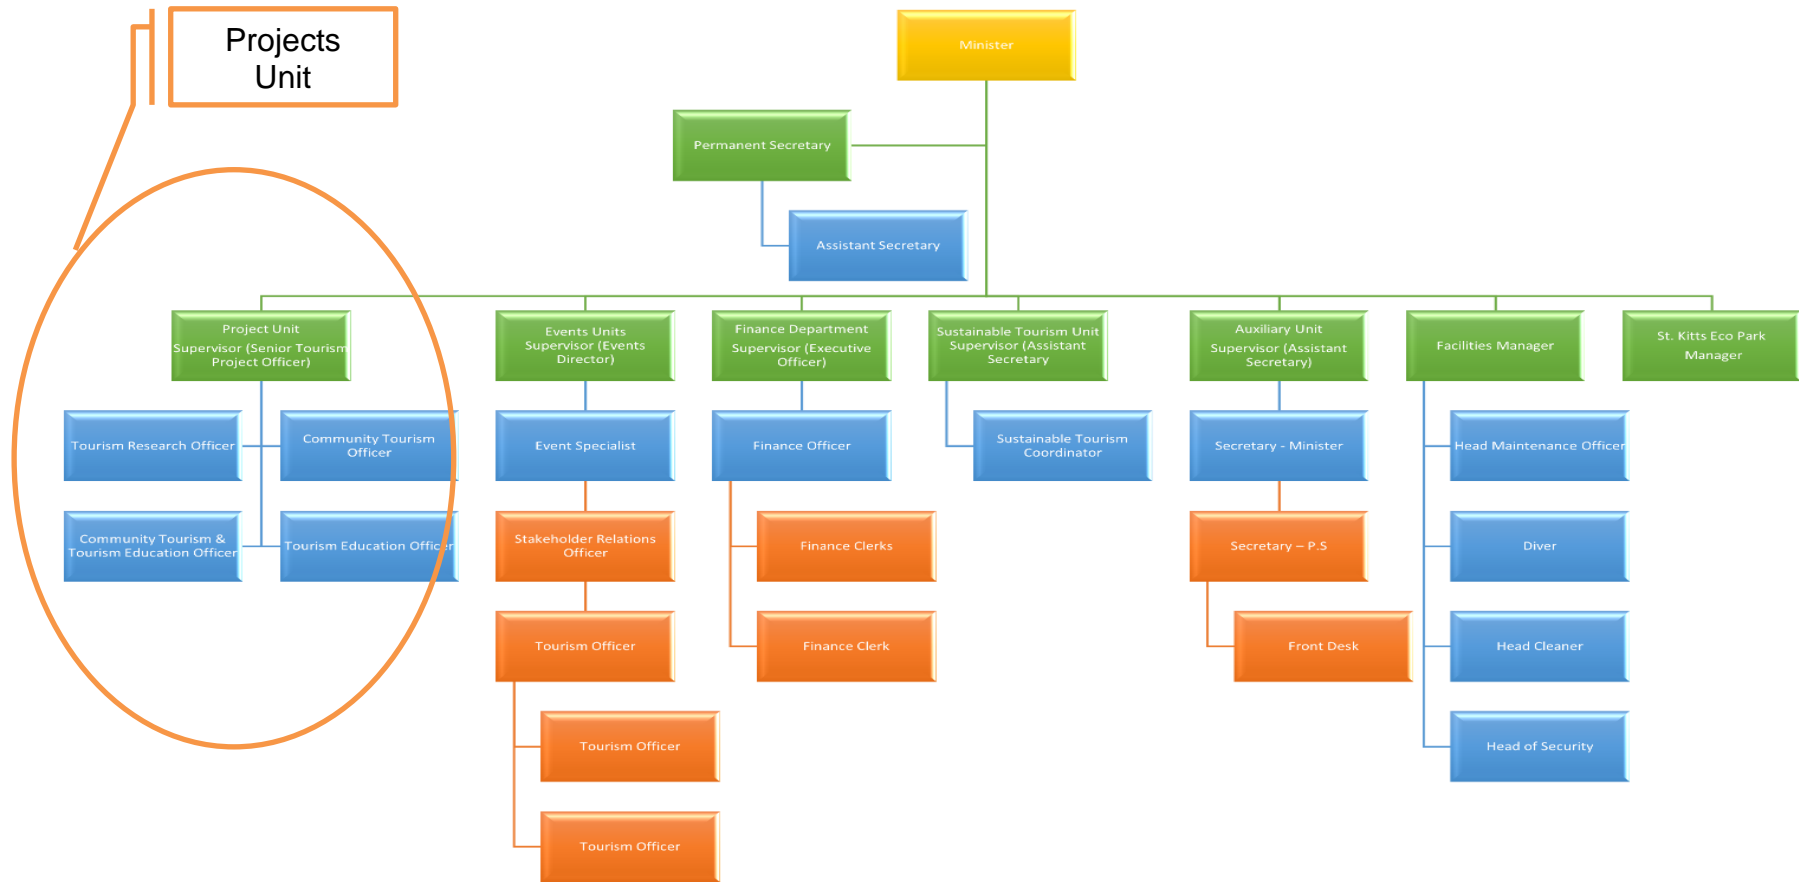 Projects
Unit
Minister
Permanent Secretary
Assistant Secretary
Project Unit
Supervisor (Senior Tourism
Project Officer)
Events Units
Supervisor (Events
Director)
Finance Department
Supervisor (Executive
Officer)
Sustainable Tourism Unit
Supervisor (Assistant
Secretary
Auxiliary Unit
Supervisor (Assistant
Secretary)
Facilities Manager
St. Kitts Eco Park
Manager
Tourism Research Officer
Community Tourism
Officer
Event Specialist
Finance Officer
Sustainable Tourism
Coordinator
Secretary - Minister
Head Maintenance Officer
Community Tourism &
Tourism Education Officer
Tourism Education Officer
Stakeholder Relations
Officer
Finance Clerks
Secretary – P.S
Diver
Tourism Officer
Finance Clerk
Front Desk
Head Cleaner
Tourism Officer
Head of Security
Tourism Officer